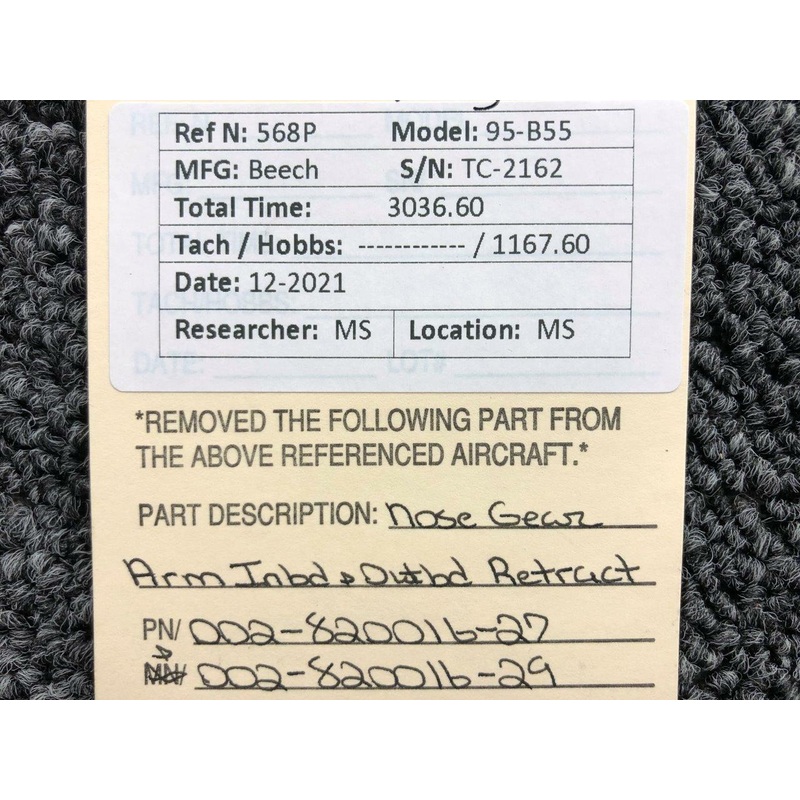 Ref N: 568P Model: 95-B55
MFG: Beech S/N: TC-2162
Total Time: 3036.60
Tach / Hobbs: ------------ / 1167.60
Date: 12-2021
Researcher: MS Location: MS
*REMOVED THE FOLLOWING PART FROM
THE ABOVE REFERENCED AIRCRAFT.*
PART DESCRIPTION: Nose Gear
Arm Inbd & Outbd Retract
PN/ 002-820016-27
002-820016-29